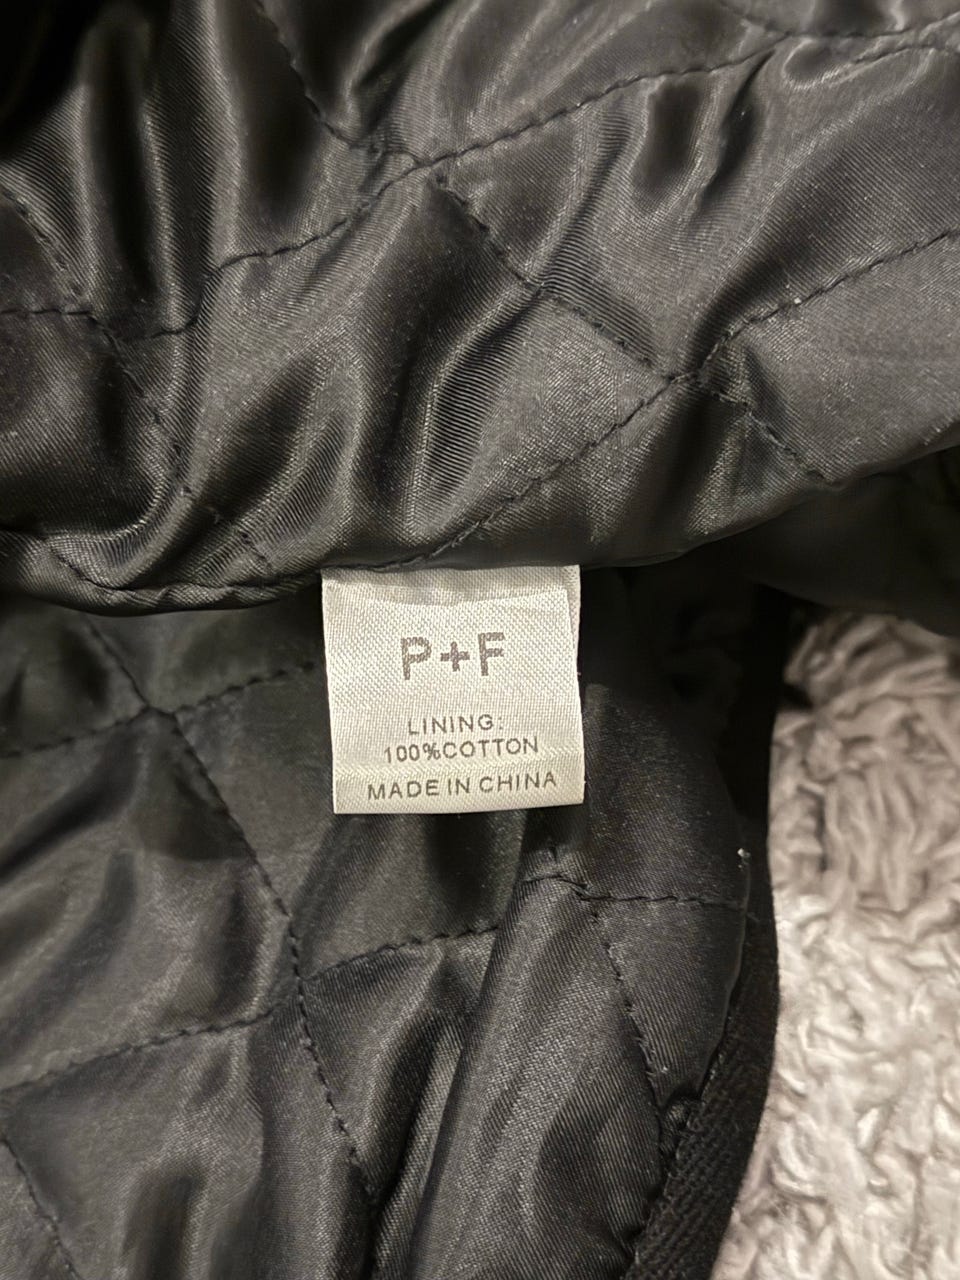 P+F
LINING:
100%COTTON
MADE IN CHINA